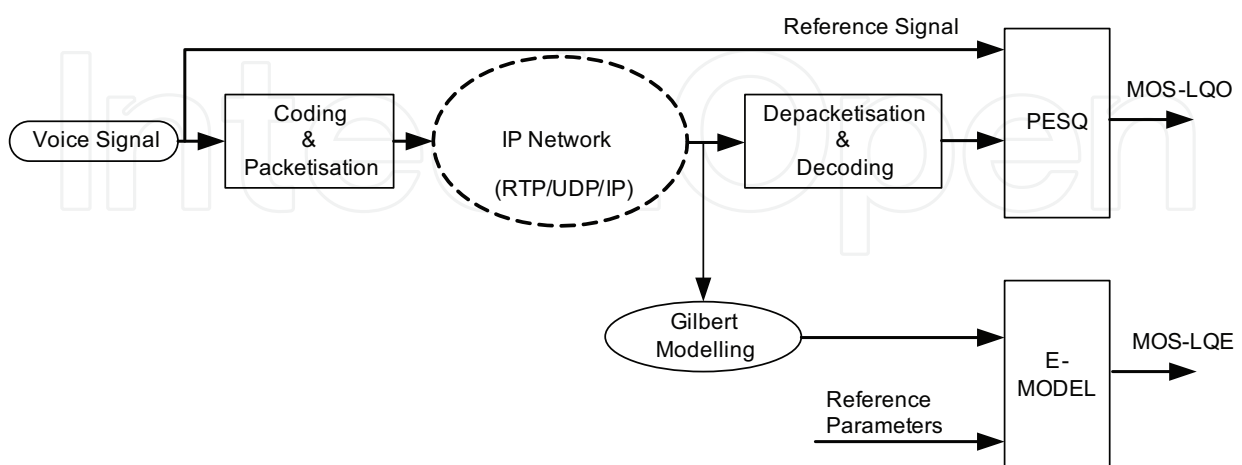 Reference Signal
MOS-LQO
Voice Signal
Coding
&
Packetisation
IP Network
(RTP/UDP/IP)
Depacketisation
&
Decoding
PESQ
Gilbert
Modelling
MOS-LQE
E-
MODEL
Reference
Parameters
IntechOpen